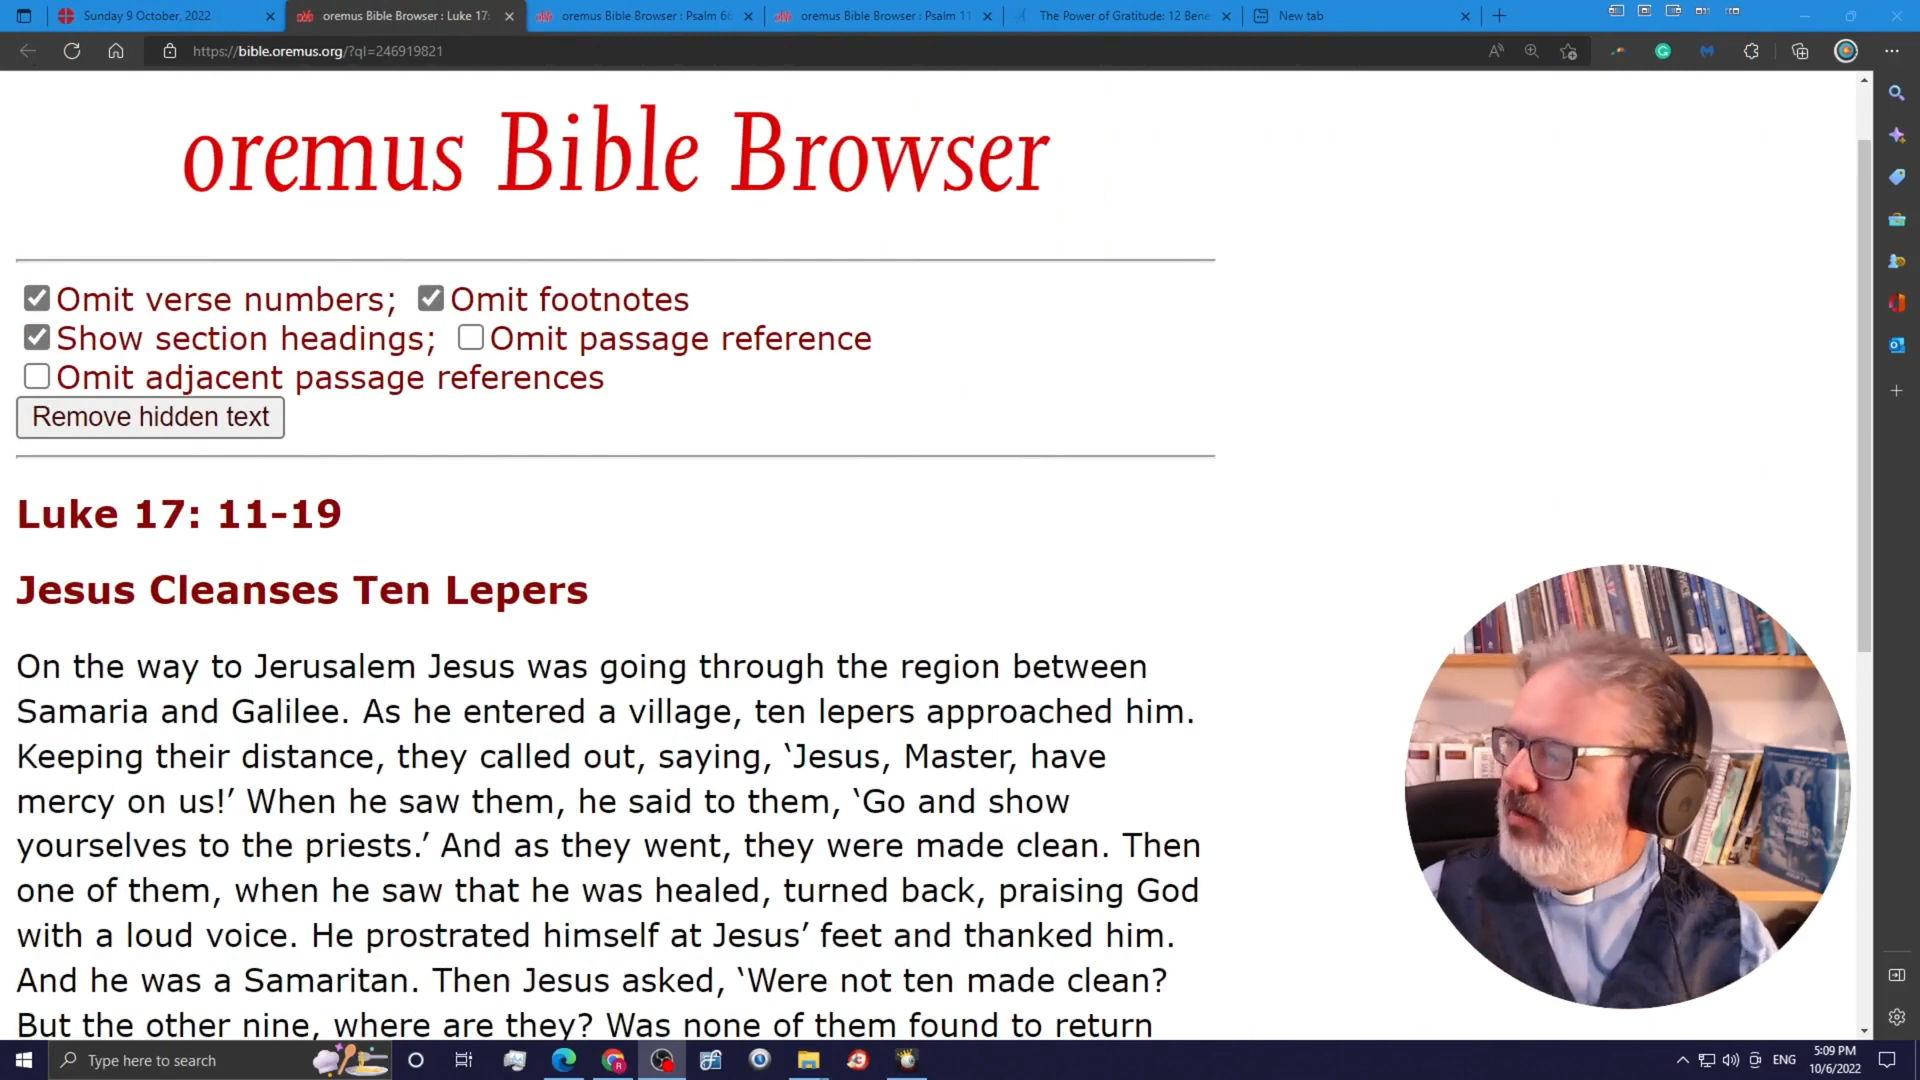 Sunday 9 October, 2022
oremus Bible Browser : Luke 17:
oremus Bible Browser : Psalm 66
oremus Bible Browser : Psalm 11
The Power of Gratitude: 12 Bene
New tab
https://bible.oremus.org/?ql=246919821
oremus Bible Browser
Omit verse numbers; Omit footnotes
Show section headings; Omit passage reference
Omit adjacent passage references
Remove hidden text
Luke 17: 11-19
Jesus Cleanses Ten Lepers
On the way to Jerusalem Jesus was going through the region between
Samaria and Galilee. As he entered a village, ten lepers approached him.
Keeping their distance, they called out, saying, ‘Jesus, Master, have
mercy on us!’ When he saw them, he said to them, ‘Go and show
yourselves to the priests.’ And as they went, they were made clean. Then
one of them, when he saw that he was healed, turned back, praising God
with a loud voice. He prostrated himself at Jesus’ feet and thanked him.
And he was a Samaritan. Then Jesus asked, ‘Were not ten made clean?
But the other nine, where are they? Was none of them found to return
Type here to search
ENG
5:09 PM
10/6/2022